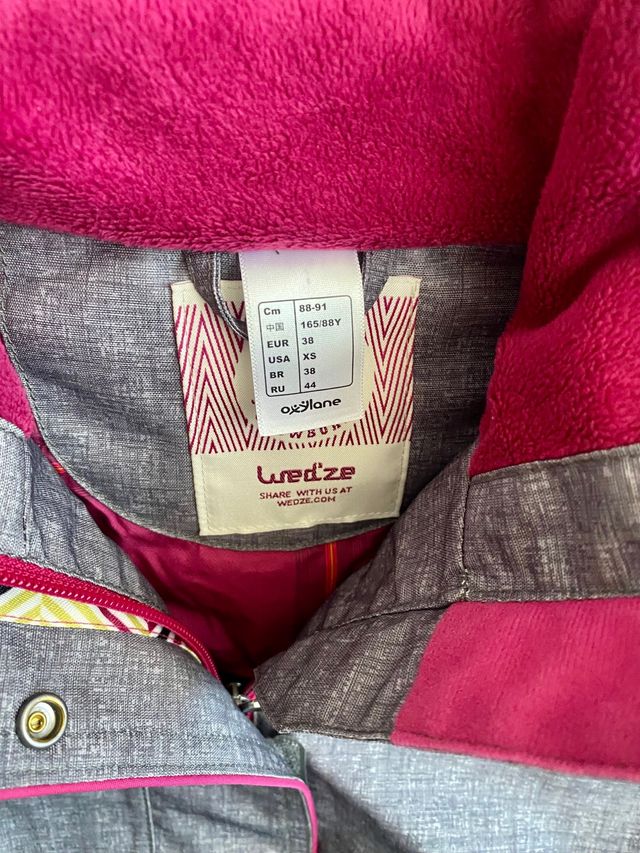 Cm 88-91
中国 165/88Y
EUR 38
USA XS
BR 38
RU 44
oxylane
wed'ze
SHARE WITH US AT
WEDZE.COM